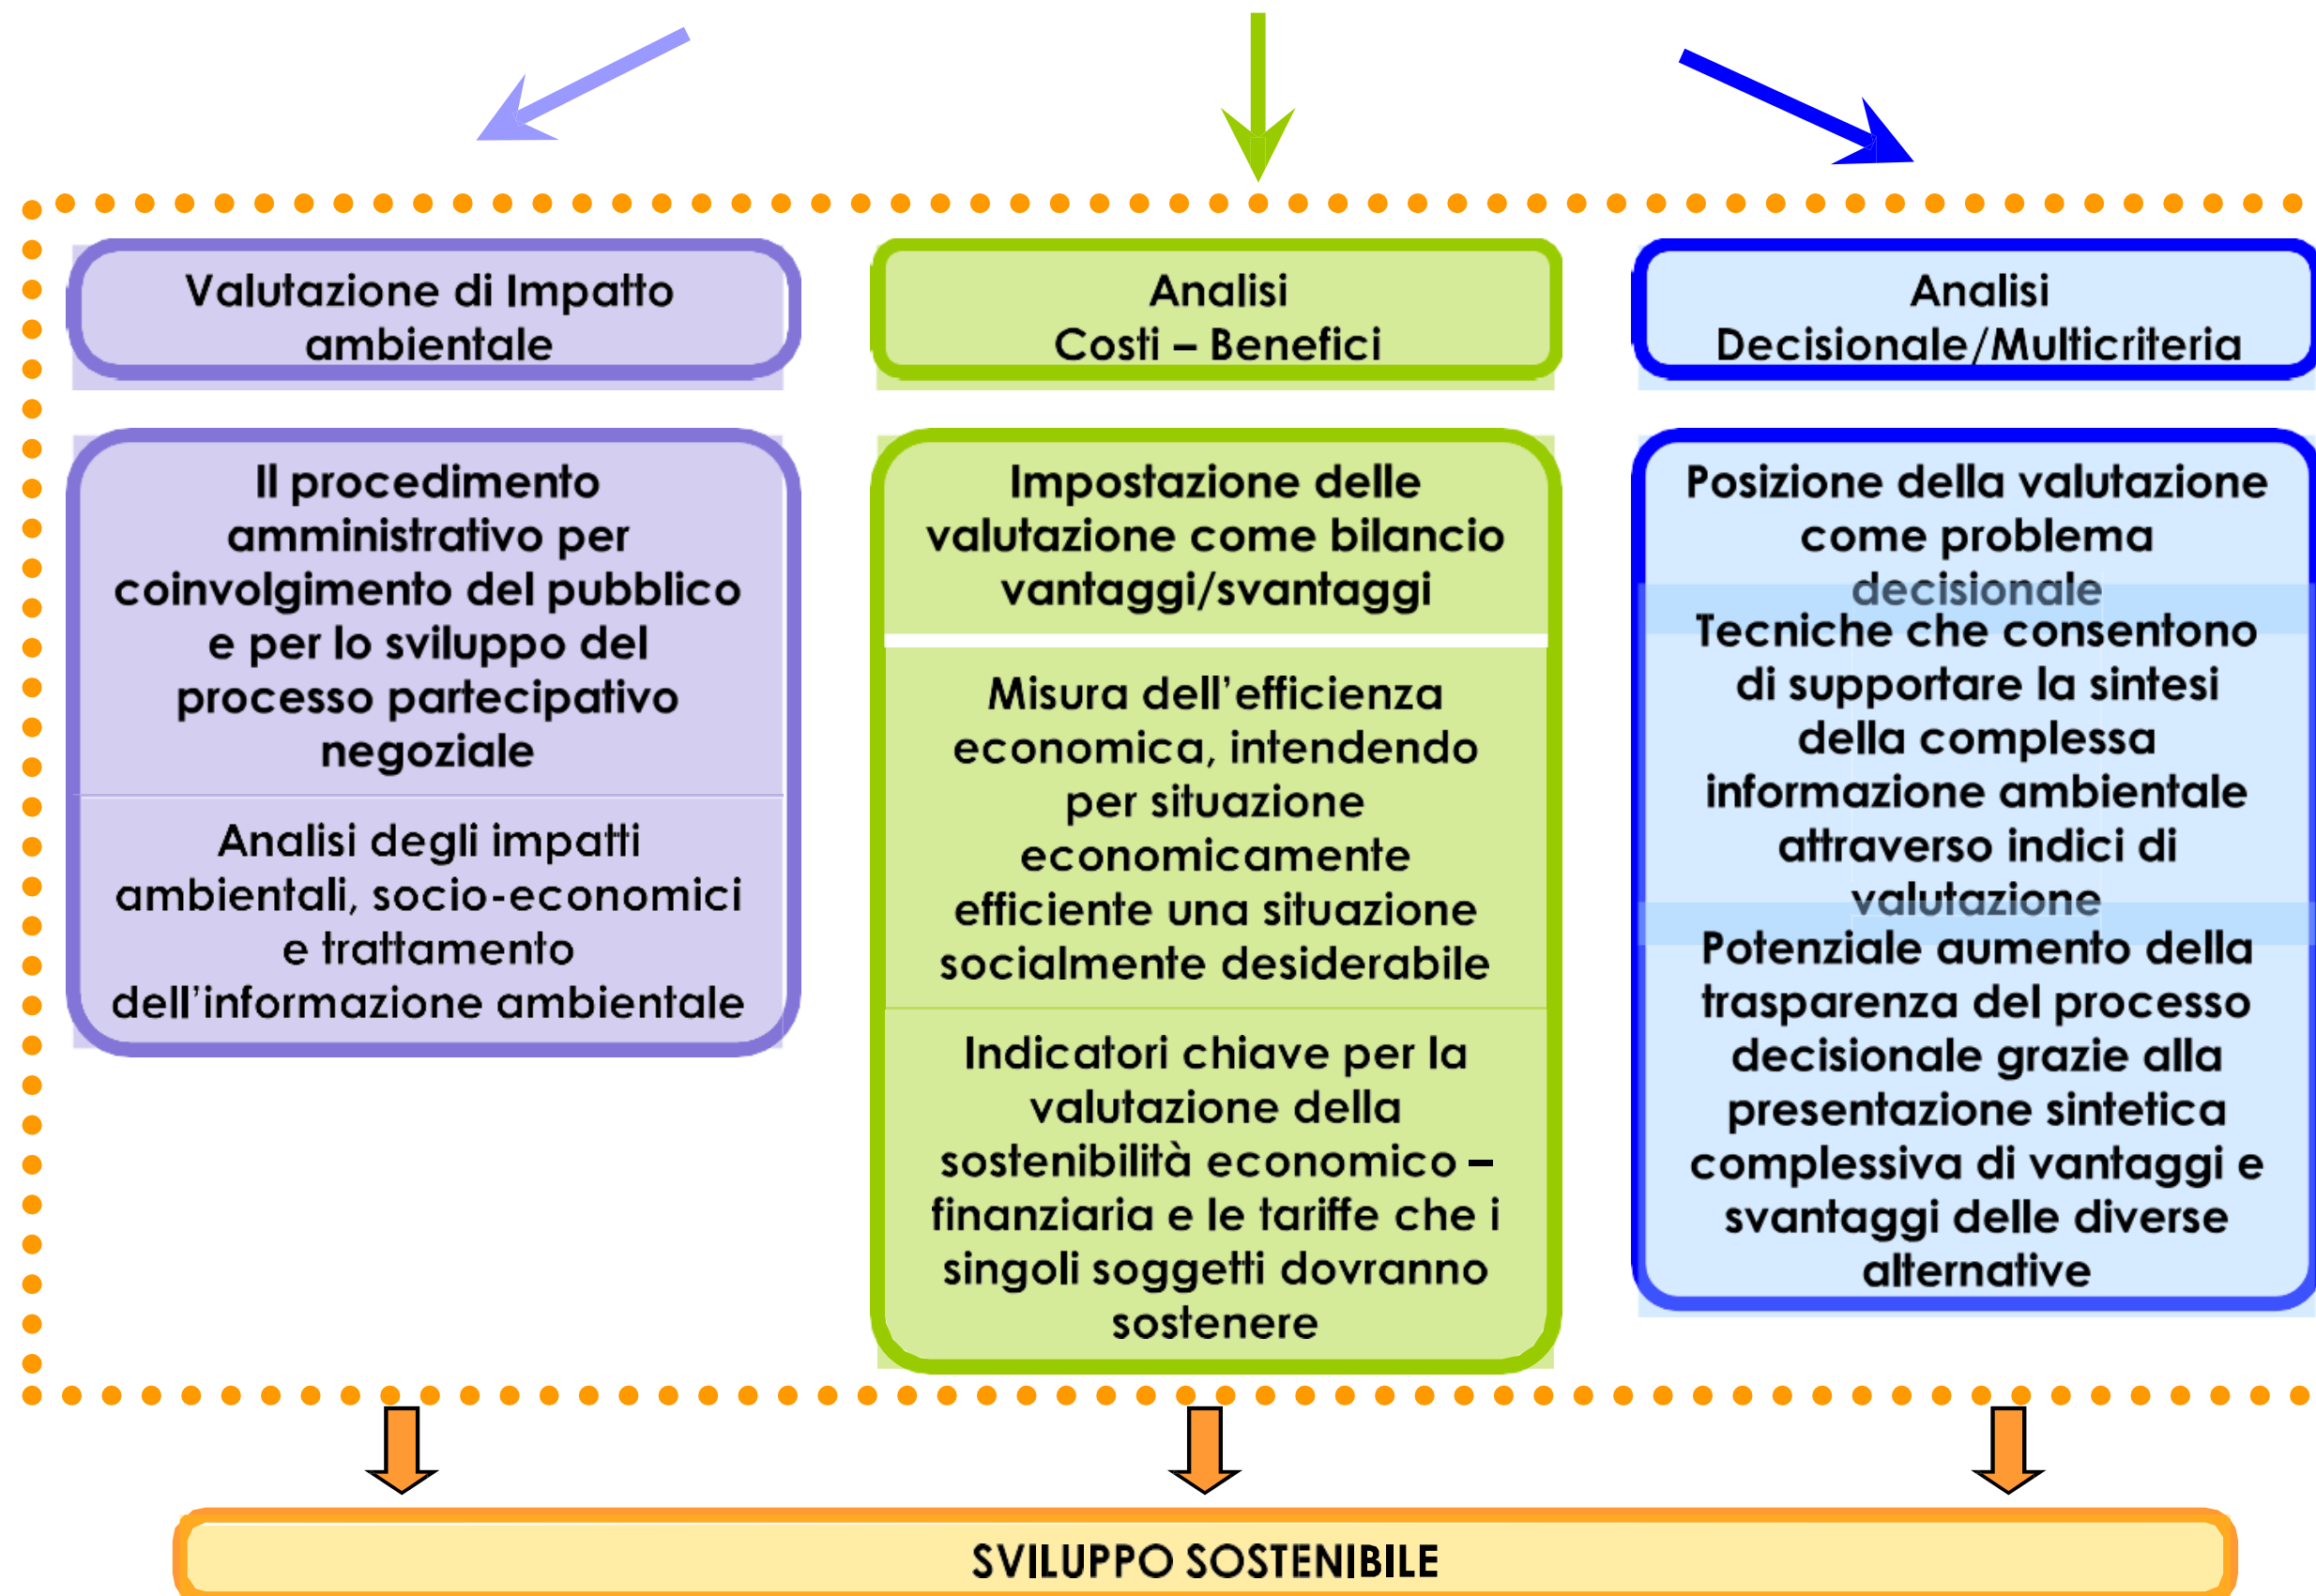 Valutazione di Impatto
ambientale
Il procedimento
amministrativo per
coinvolgimento del pubblico
e per lo sviluppo del
processo partecipativo
negoziale
Analisi degli impatti
ambientali, socio-economici
e trattamento
dell'informazione ambientale
Analisi
Costi – Benefici
Impostazione delle
valutazione come bilancio
vantaggi/svantaggi
Misura dell'efficienza
economica, intendendo
per situazione
economicamente
efficiente una situazione
socialmente desiderabile
Indicatori chiave per la
valutazione della
sostenibilità economico –
finanziaria e le tariffe che i
singoli soggetti dovranno
sostenere
Analisi
Decisionale/Multicriteria
Posizione della valutazione
come problema
decisionale
Tecniche che consentono
di supportare la sintesi
della complessa
informazione ambientale
attraverso indici di
valutazione
Potenziale aumento della
trasparenza del processo
decisionale grazie alla
presentazione sintetica
complessiva di vantaggi e
svantaggi delle diverse
alternative
SVILUPPO SOSTENIBILE